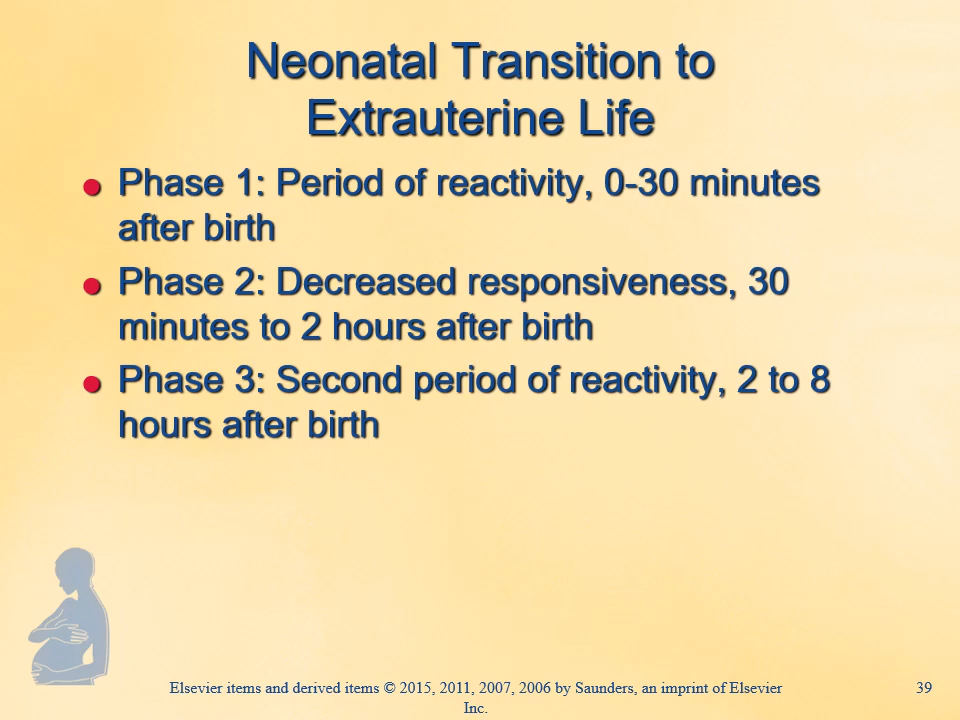 Neonatal Transition to
Extrauterine Life
Phase 1: Period of reactivity, 0-30 minutes
after birth
Phase 2: Decreased responsiveness, 30
minutes to 2 hours after birth
Phase 3: Second period of reactivity, 2 to 8
hours after birth
Elsevier items and derived items © 2015, 2011, 2007, 2006 by Saunders, an imprint of Elsevier
Inc.
39